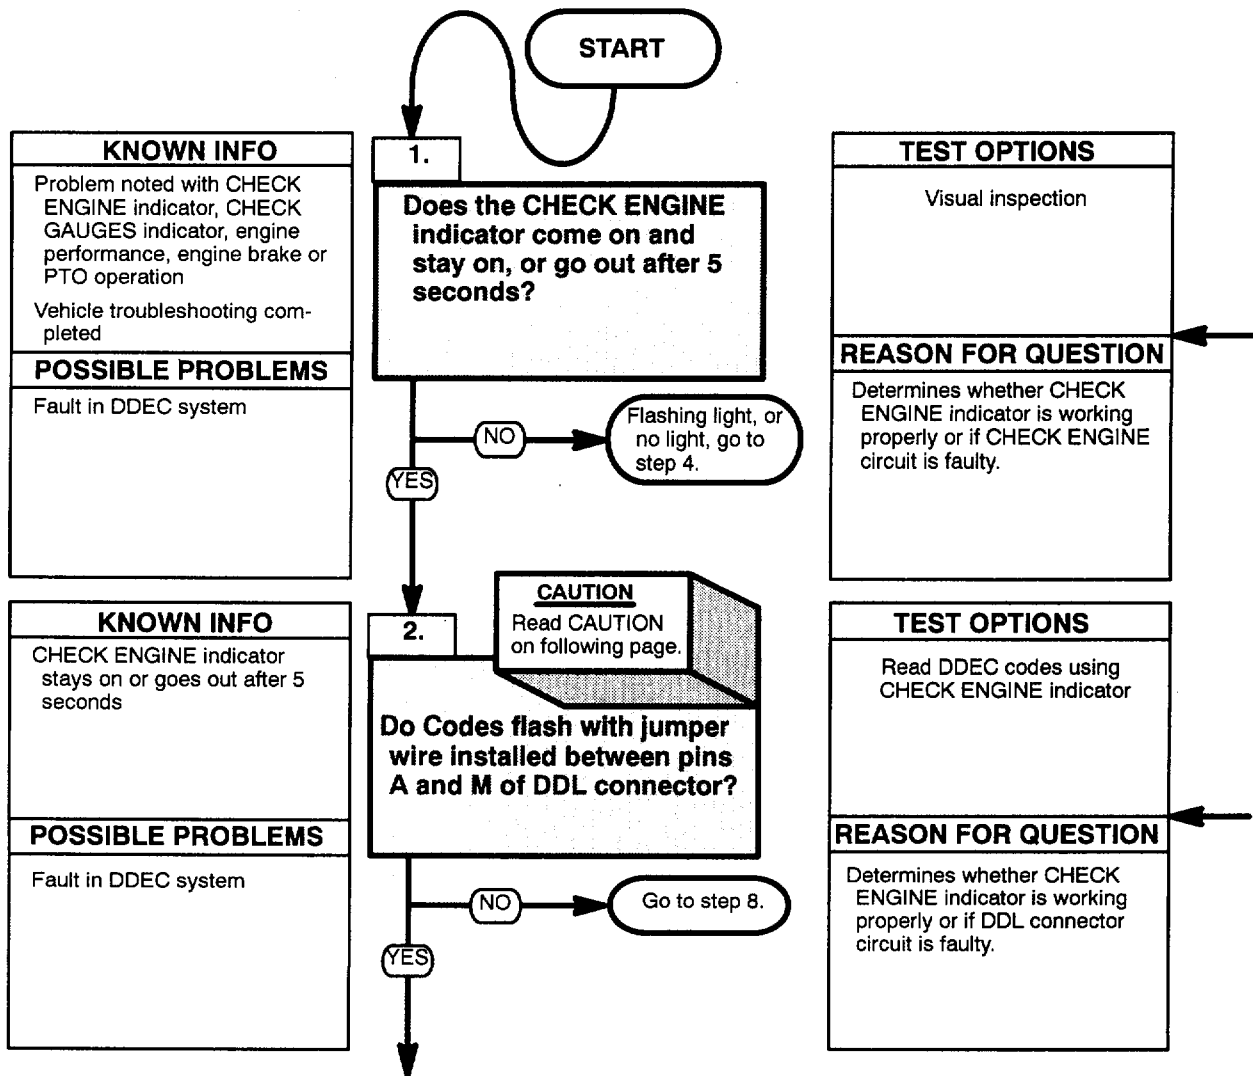 START
KNOWN INFO
Problem noted with CHECK
ENGINE indicator, CHECK
GAUGES indicator, engine
performance, engine brake or
PTO operation
Vehicle troubleshooting com-
pleted
POSSIBLE PROBLEMS
Fault in DDEC system
1.
Does the CHECK ENGINE
indicator come on and
stay on, or go out after 5
seconds?
NO
Flashing light, or
no light, go to
step 4.
YES
TEST OPTIONS
Visual inspection
REASON FOR QUESTION
Determines whether CHECK
ENGINE indicator is working
properly or if CHECK ENGINE
circuit is faulty.
KNOWN INFO
CHECK ENGINE indicator
stays on or goes out after 5
seconds
POSSIBLE PROBLEMS
Fault in DDEC system
CAUTION
Read CAUTION
on following page.
2.
Do Codes flash with jumper
wire installed between pins
A and M of DDL connector?
NO
Go to step 8.
YES
TEST OPTIONS
Read DDEC codes using
CHECK ENGINE indicator
REASON FOR QUESTION
Determines whether CHECK
ENGINE indicator is working
properly or if DDL connector
circuit is faulty.